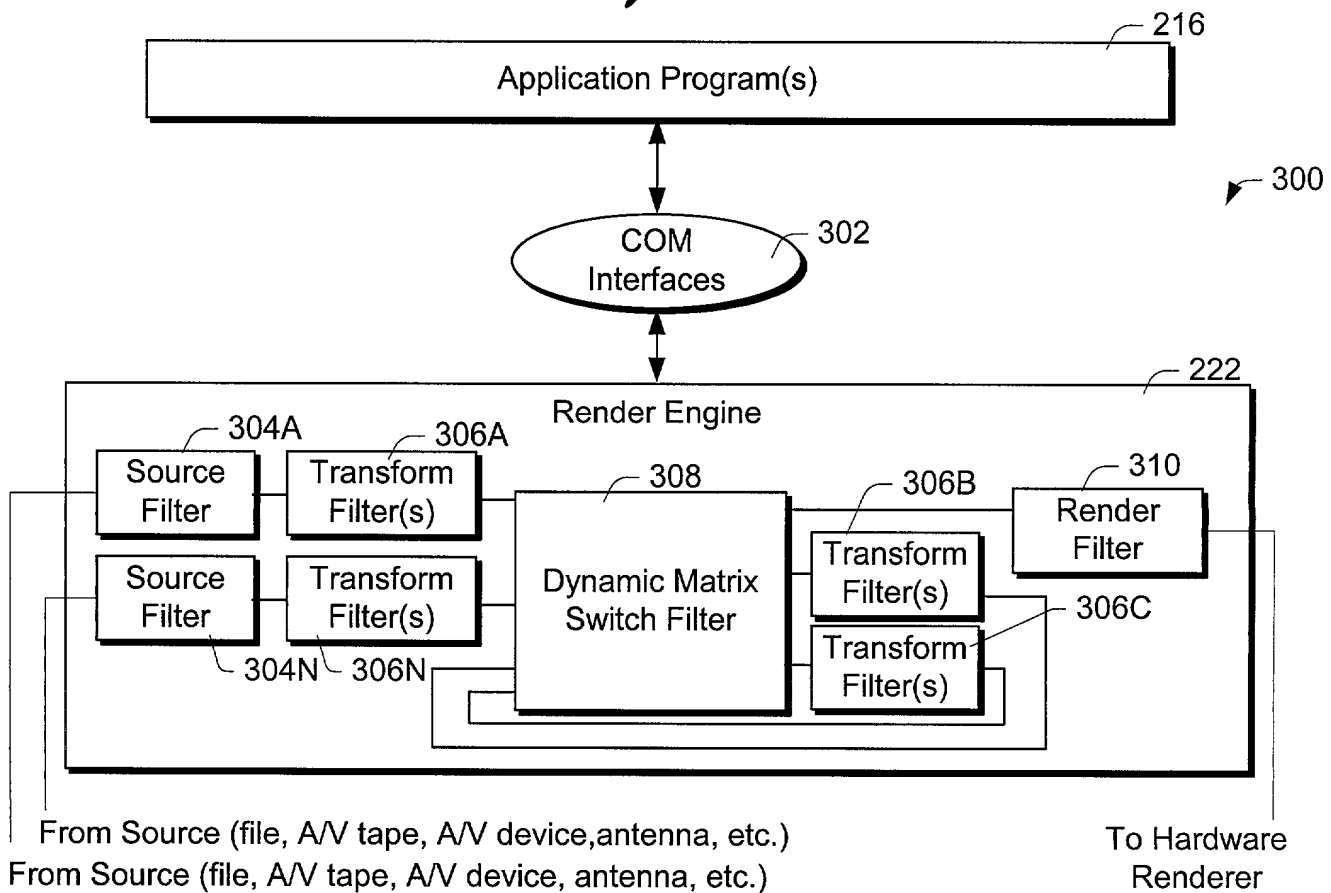 216
Application Program(s)
300
COM
Interfaces
302
222
Render Engine
304A
306A
308
306B
310
Source
Filter
Transform
Filter(s)
Render
Filter
Source
Filter
Transform
Filter(s)
Dynamic Matrix
Switch Filter
Transform
Filter(s)
306C
304N
306N
Transform
Filter(s)
From Source (file, A/V tape, A/V device,antenna, etc.)
From Source (file, A/V tape, A/V device, antenna, etc.)
To Hardware
Renderer